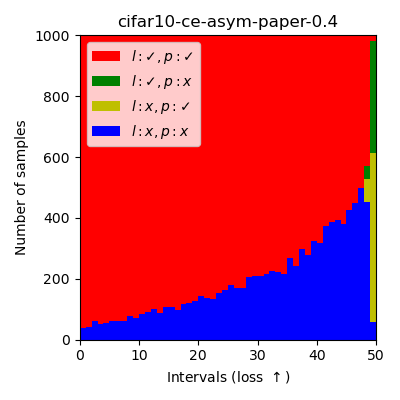 cifar10-ce-asym-paper-0.4
1000
800
600
400
200
0
Number of samples
l:✓,p:✓
l:✓,p:x
l:x,p:✓
l:x,p:x
0 10 20 30 40 50
Intervals (loss ↑)